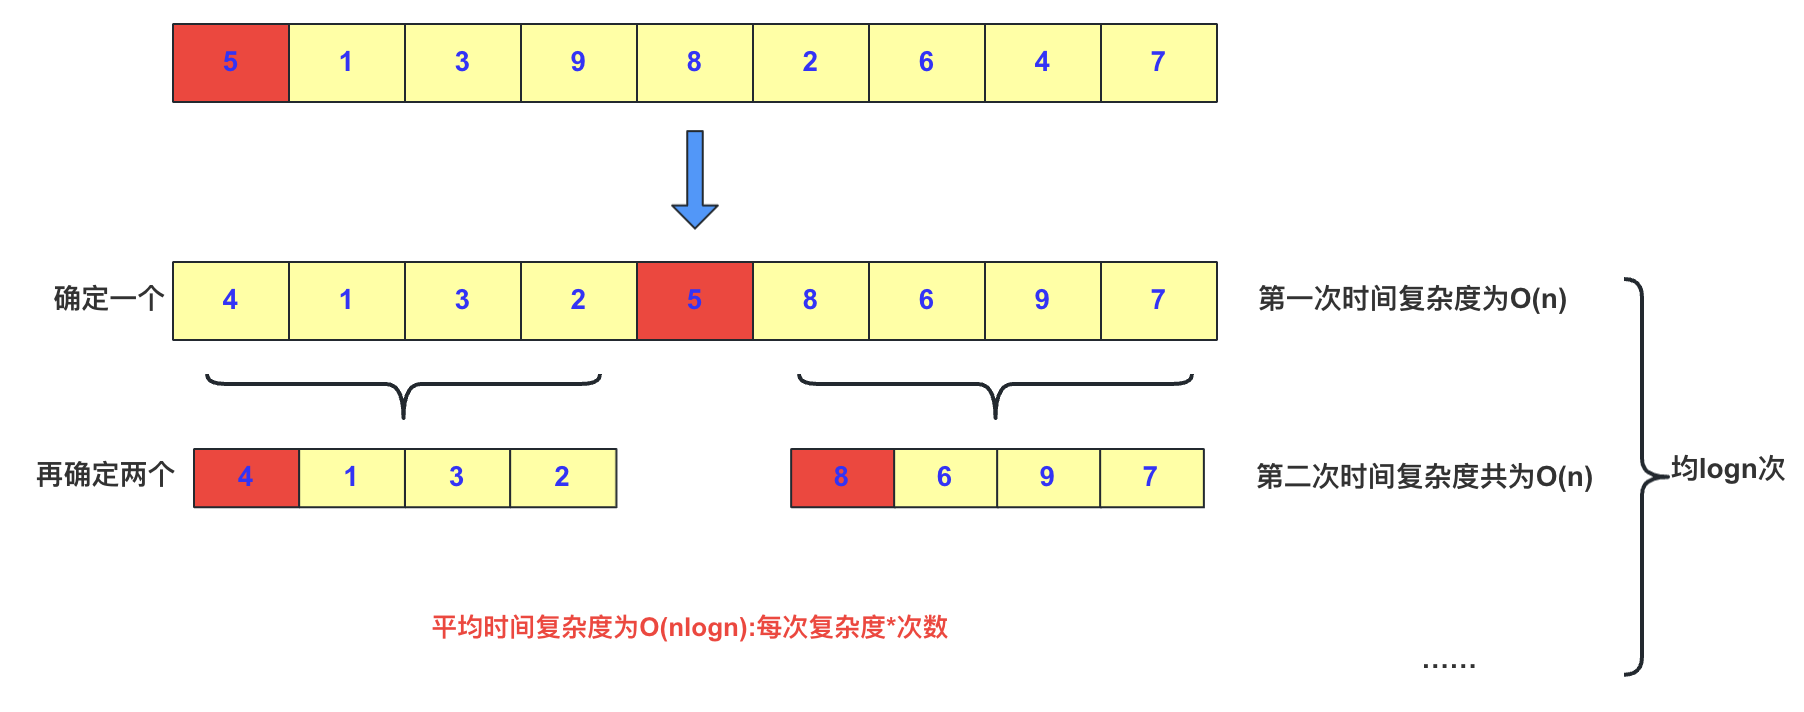 5 1 3 9 8 2 6 4 7
确定一个 4 1 3 2 5 8 6 9 7 第一次时间复杂度为O(n)
再确定两个 4 1 3 2 8 6 9 7 第二次时间复杂度共为O(n)
均logn次
平均时间复杂度为O(nlogn):每次复杂度*次数
......